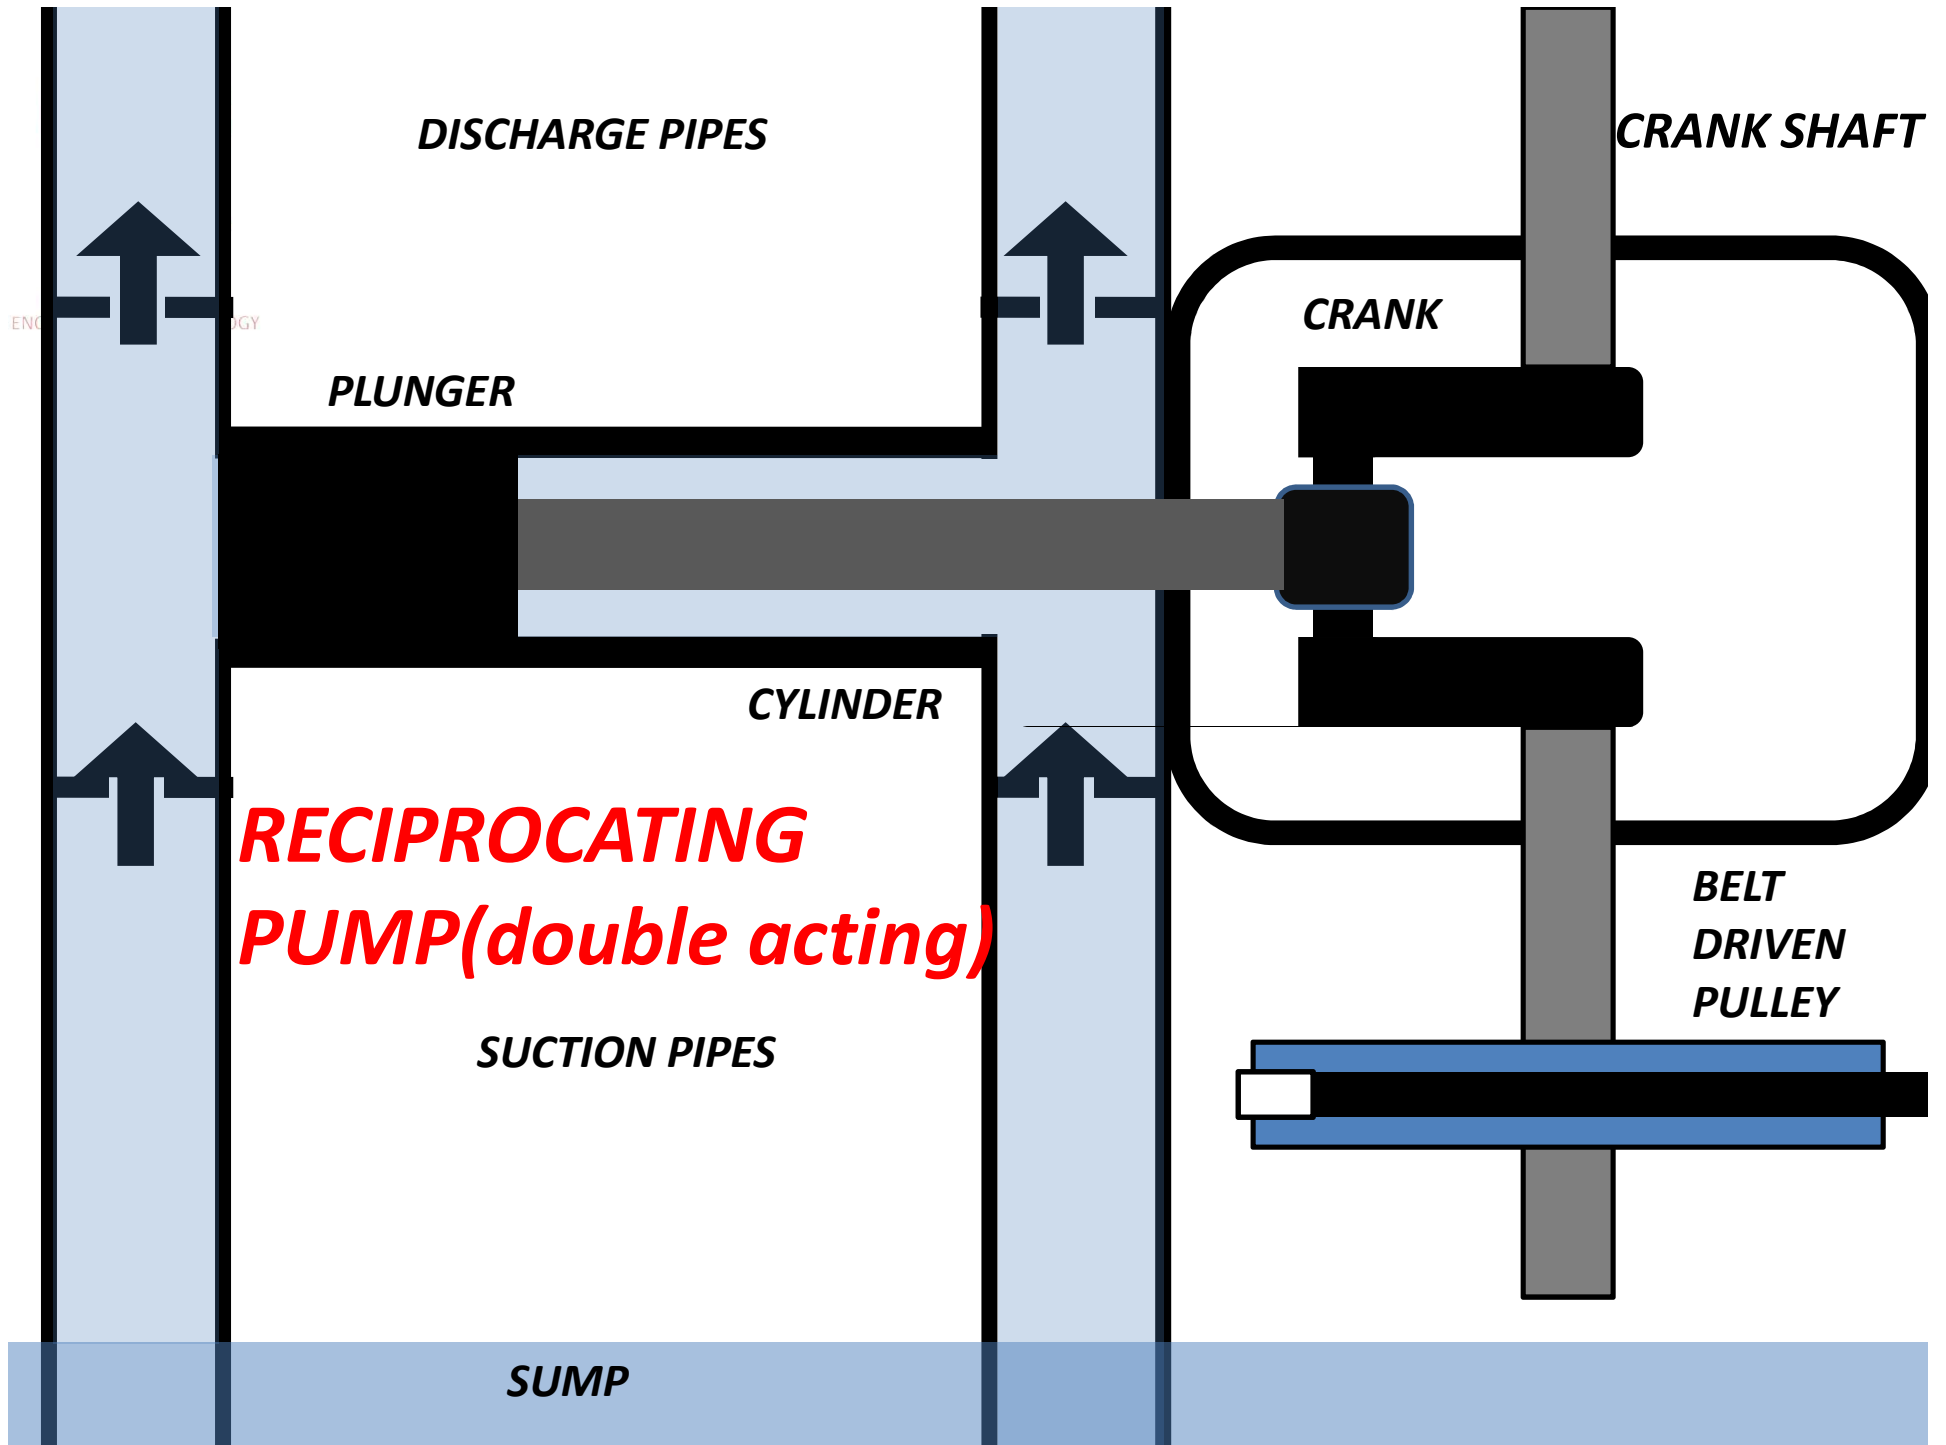 DISCHARGE PIPES
CRANK SHAFT
CRANK
PLUNGER
CYLINDER
RECIPROCATING
PUMP(double acting)
BELT
DRIVEN
PULLEY
SUCTION PIPES
SUMP